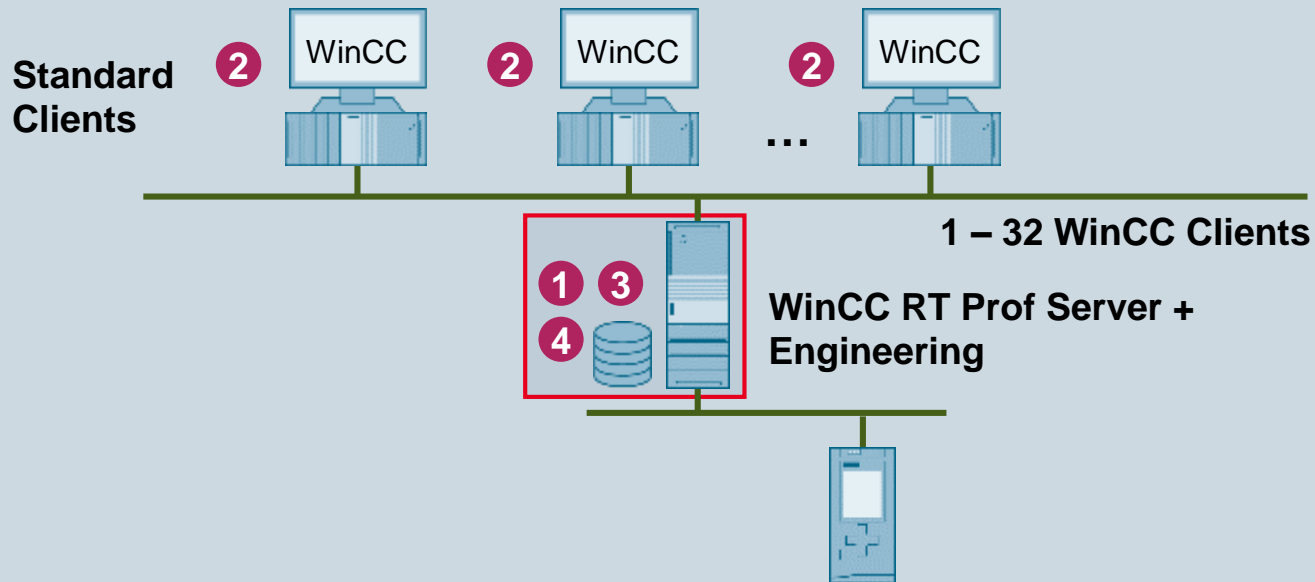 WinCC
WinCC
WinCC
2
2
2
Standard
Clients
...
1 – 32 WinCC Clients
1
3
4
WinCC RT Prof Server +
Engineering